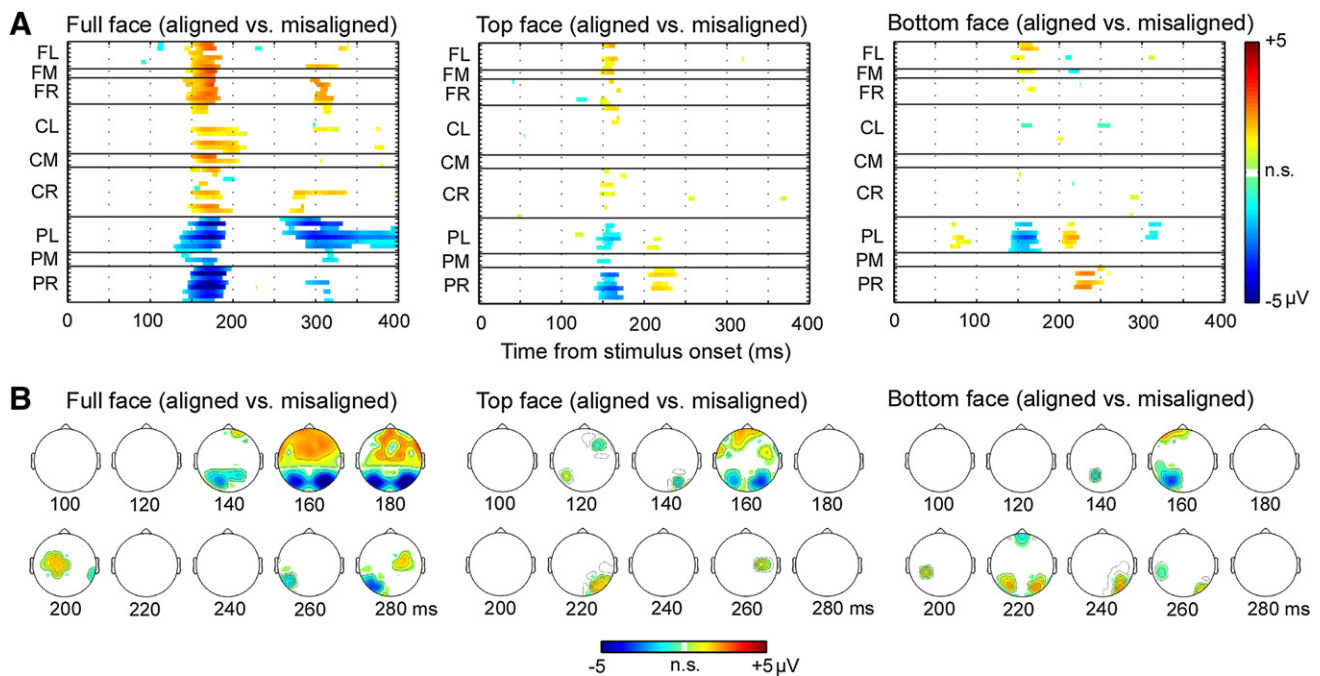 A
Full face (aligned vs. misaligned)
Top face (aligned vs. misaligned)
Bottom face (aligned vs. misaligned)
FL
FM
FR
CL
CM
CR
PL
PM
PR
0 100 200 300 400
FL
FM
FR
CL
CM
CR
PL
PM
PR
0 100 200 300 400
FL
FM
FR
CL
CM
CR
PL
PM
PR
0 100 200 300 400
+5
n.s.
-5 µV
Time from stimulus onset (ms)
B
Full face (aligned vs. misaligned)
100 120 140 160 180
200 220 240 260 280 ms
Top face (aligned vs. misaligned)
100 120 140 160 180
200 220 240 260 280 ms
Bottom face (aligned vs. misaligned)
100 120 140 160 180
200 220 240 260 280 ms
-5 n.s. +5 µV